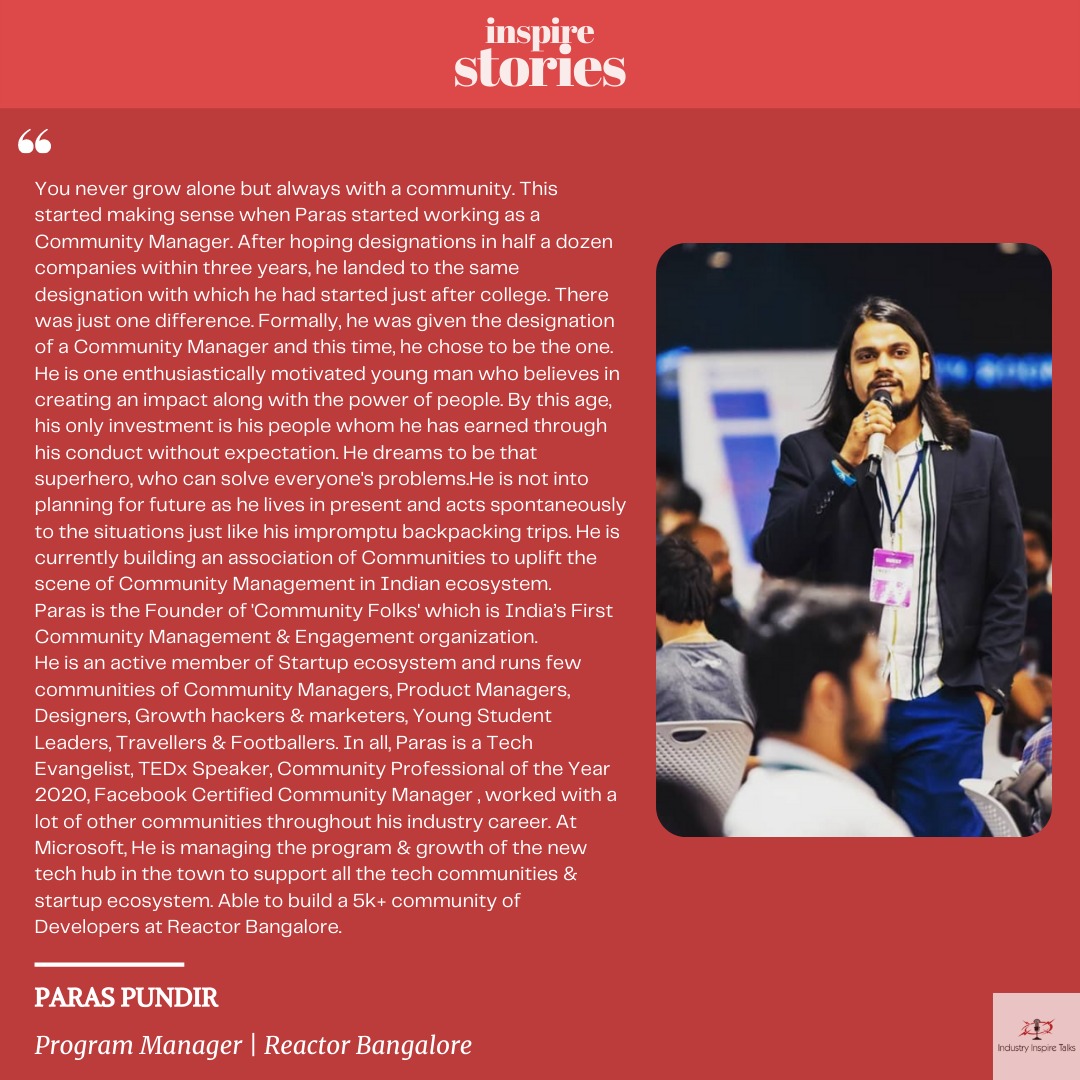 inspire
stories
“
You never grow alone but always with a community. This
started making sense when Paras started working as a
Community Manager. After hoping designations in half a dozen
companies within three years, he landed to the same
designation with which he had started just after college. There
was just one difference. Formally, he was given the designation
of a Community Manager and this time, he chose to be the one.
He is one enthusiastically motivated young man who believes in
creating an impact along with the power of people. By this age,
his only investment is his people whom he has earned through
his conduct without expectation. He dreams to be that
superhero, who can solve everyone's problems.He is not into
planning for future as he lives in present and acts spontaneously
to the situations just like his impromptu backpacking trips. He is
currently building an association of Communities to uplift the
scene of Community Management in Indian ecosystem.
Paras is the Founder of 'Community Folks' which is India’s First
Community Management & Engagement organization.
He is an active member of Startup ecosystem and runs few
communities of Community Managers, Product Managers,
Designers, Growth hackers & marketers, Young Student
Leaders, Travellers & Footballers. In all, Paras is a Tech
Evangelist, TEDx Speaker, Community Professional of the Year
2020, Facebook Certified Community Manager , worked with a
lot of other communities throughout his industry career. At
Microsoft, He is managing the program & growth of the new
tech hub in the town to support all the tech communities &
startup ecosystem. Able to build a 5k+ community of
Developers at Reactor Bangalore.
PARAS PUNDIR
Program Manager | Reactor Bangalore
Industry Inspire Talks